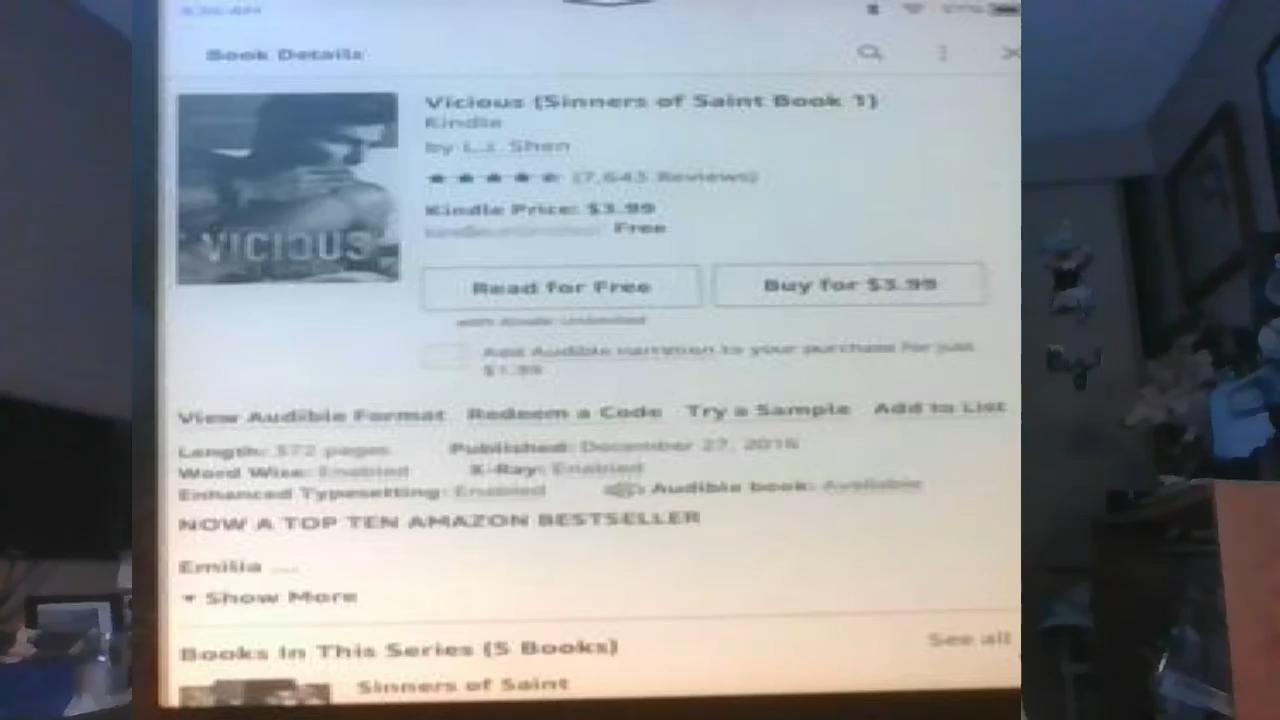 Book Details
Vicious (Sinners of Saint Book 1)
Kindle
by L.J. Shen
(7,643 Reviews)
Kindle Price: $3.99
Free
VICIOUS
Read for Free
Buy for $3.99
with Kindle Unlimited
Add Audible narration to your purchase for just
$1.99
View Audible Format Redeem a Code Try a Sample Add to List
Length: 372 pages Published: December 27, 2016
Word Wise: Enabled X-Ray: Enabled
Enhanced Typesetting: Enabled Audible book: Available
NOW A TOP TEN AMAZON BESTSELLER
Emilia ....
Show More
Books In This Series (5 Books)
See all
Sinners of Saint